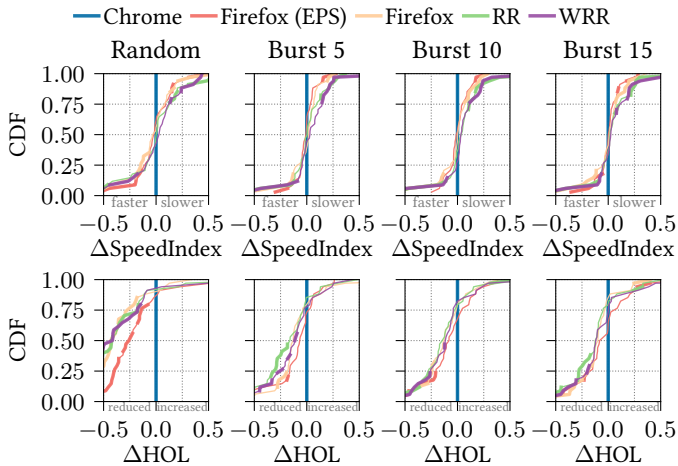 Chrome Firefox (EPS) Firefox RR WRR
Random Burst 5 Burst 10 Burst 15
CDF
1.00
0.75
0.50
0.25
0.00
faster slower faster slower faster slower faster slower
−0.5 0.0 0.5 −0.5 0.0 0.5 −0.5 0.0 0.5 −0.5 0.0 0.5
ΔSpeedIndex ΔSpeedIndex ΔSpeedIndex ΔSpeedIndex
CDF
1.00
0.75
0.50
0.25
0.00
reduced increased reduced increased reduced increased reduced increased
−0.5 0.0 0.5 −0.5 0.0 0.5 −0.5 0.0 0.5 −0.5 0.0 0.5
ΔHOL ΔHOL ΔHOL ΔHOL